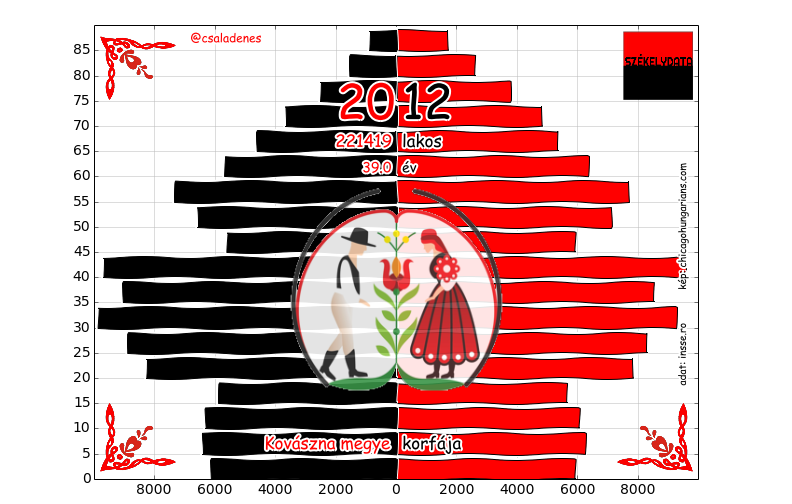 @csaladenes
SZÉKELYDATA
2012
221419 lakos
39.0 év
kép: chicagohungarians.com
adat: insse.ro
Kovászna megye korfája
85
80
75
70
65
60
55
50
45
40
35
30
25
20
15
10
5
0
8000 6000 4000 2000 0 2000 4000 6000 8000